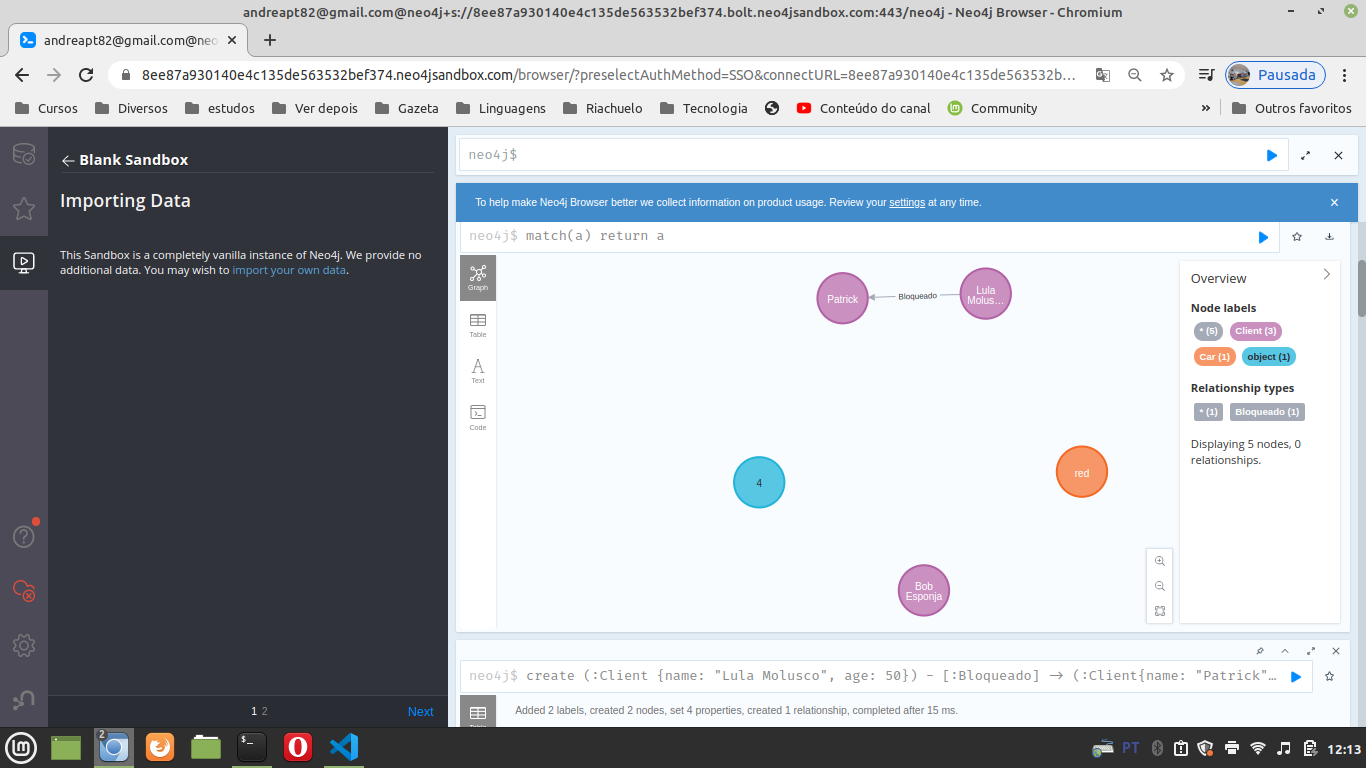 andreapt82@gmail.com@neo4j+s://8ee87a930140e4c135de563532bef374.bolt.neo4jsandbox.com:443/neo4j - Neo4j Browser - Chromium
andreapt82@gmail.com@neo
8ee87a930140e4c135de563532bef374.neo4jsandbox.com/browser/?preselectAuthMethod=SSO&connectURL=8ee87a930140e4c135de563532b...
Pausada
Cursos
Diversos
estudos
Ver depois
Gazeta
Linguagens
Riachuelo
Tecnologia
Conteúdo do canal
Community
»
Outros favoritos
Blank Sandbox
Importing Data
This Sandbox is a completely vanilla instance of Neo4j. We provide no
additional data. You may wish to import your own data.
1 2
Next
neo4j$
To help make Neo4j Browser better we collect information on product usage. Review your settings at any time.
neo4j$ match(a) return a
Graph
Table
Text
Code
Patrick
Bloqueado
Lula
Molus...
4
red
Bob
Esponja
Overview
Node labels
* (5)
Client (3)
Car (1)
object (1)
Relationship types
* (1)
Bloqueado (1)
Displaying 5 nodes, 0
relationships.
neo4j$ create (:Client {name: "Lula Molusco", age: 50}) - [:Bloqueado] -> (:Client{name: "Patrick"...
Added 2 labels, created 2 nodes, set 4 properties, created 1 relationship, completed after 15 ms.
2
$_
PT
12:13